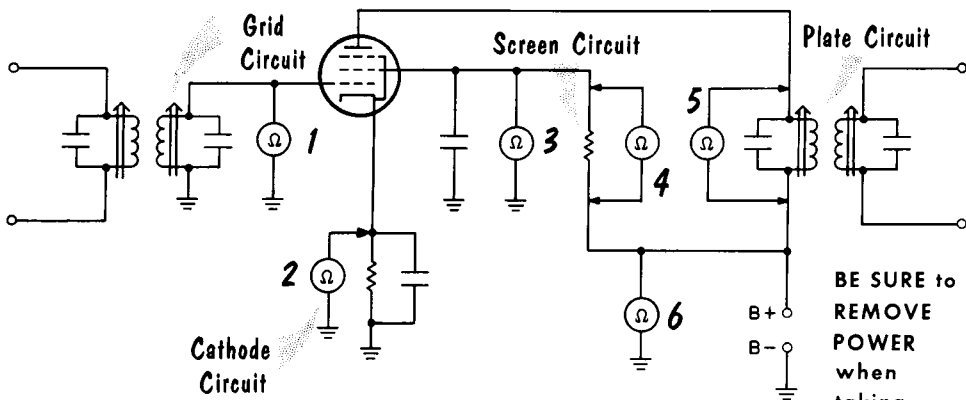 Grid
Circuit
Screen Circuit
Plate Circuit
Ω
1
Ω
3
Ω
4
5
Ω
2
Ω
Cathode
Circuit
Ω
6
B+
B-
BE SURE to
REMOVE
POWER
when